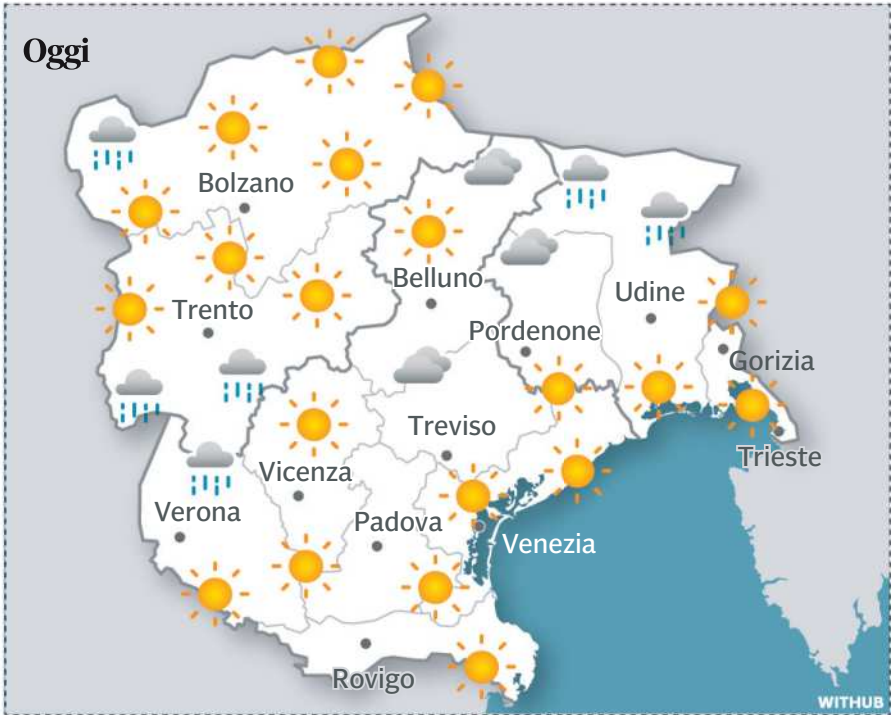 Oggi
Bolzano
Belluno
Trento
Udine
Pordenone
Gorizia
Treviso
Trieste
Vicenza
Verona
Padova
Venezia
Rovigo
WITHUB